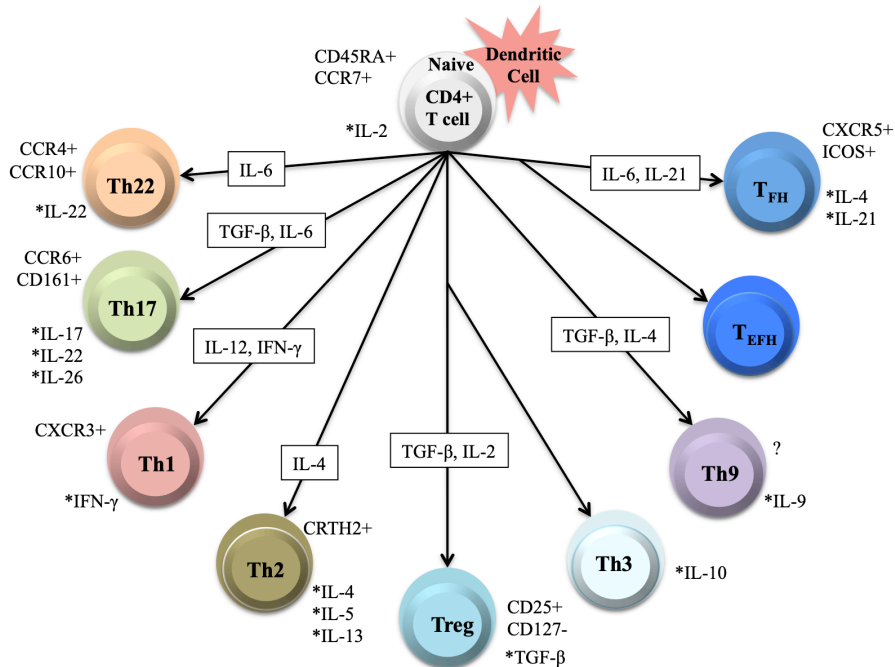 CD45RA+
CCR7+
Naive
CD4+
T cell
Dendritic
Cell
*IL-2
CCR4+
CCR10+
Th22
*IL-22
IL-6
IL-6, IL-21
CXCR5+
ICOS+
TFH
*IL-4
*IL-21
TGF-β, IL-6
CCR6+
CD161+
Th17
*IL-17
*IL-22
*IL-26
IL-12, IFN-γ
TGF-β, IL-4
TEFH
CXCR3+
Th1
*IFN-γ
IL-4
TGF-β, IL-2
?
Th9
*IL-9
CRTH2+
Th2
*IL-4
*IL-5
*IL-13
Th3
*IL-10
Treg
CD25+
CD127-
*TGF-β